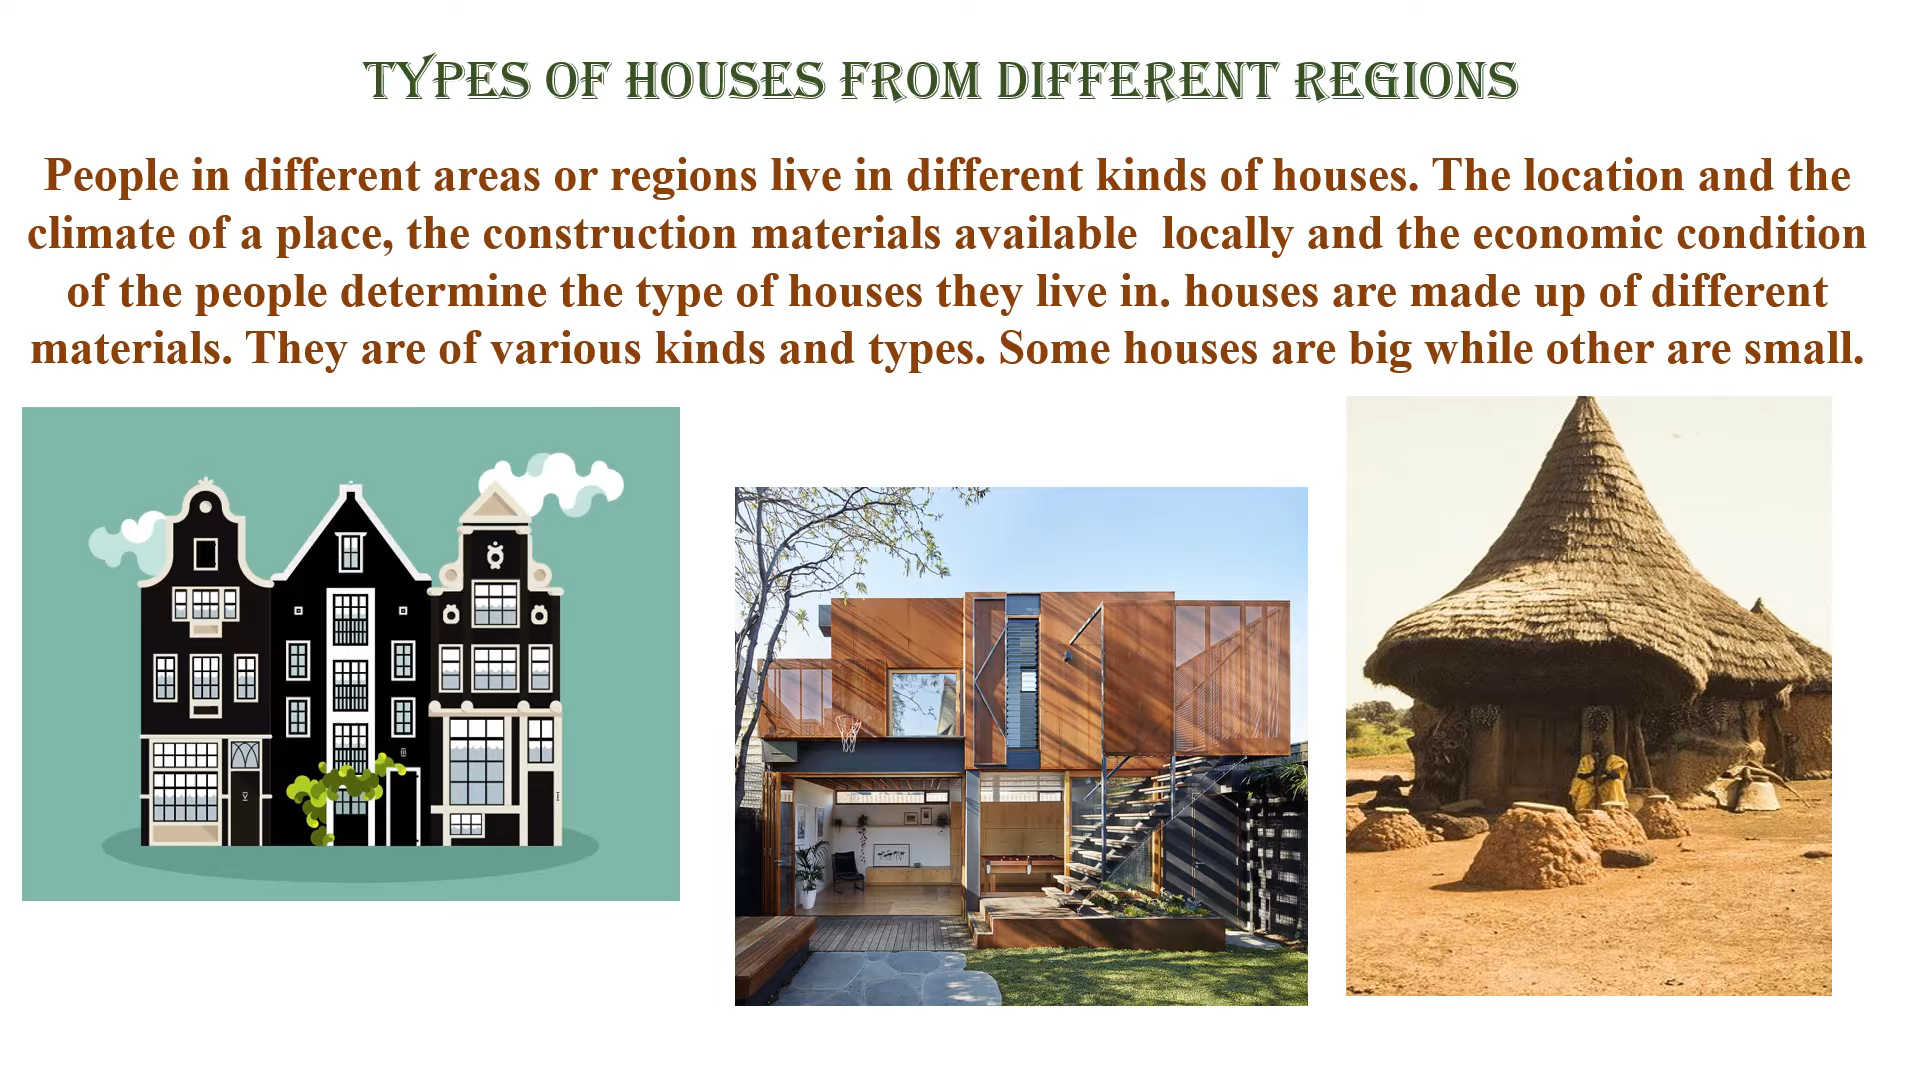 TYPES OF HOUSES FROM DIFFERENT REGIONS
People in different areas or regions live in different kinds of houses. The location and the
climate of a place, the construction materials available  locally and the economic condition
of the people determine the type of houses they live in. houses are made up of different
materials. They are of various kinds and types. Some houses are big while other are small.